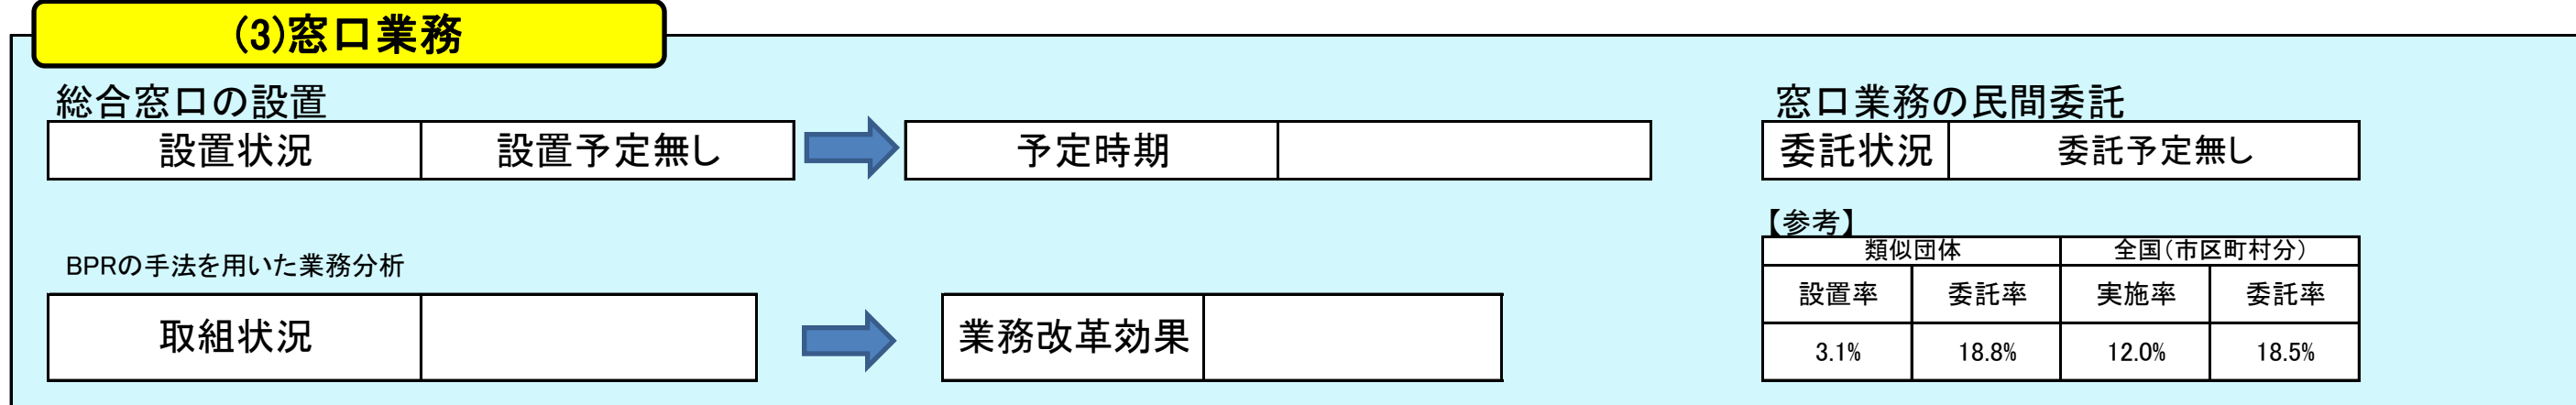 (3)窓口業務
総合窓口の設置
設置状況 設置予定無し 予定時期
BPRの手法を用いた業務分析
取組状況 業務改革効果
窓口業務の民間委託
委託状況 委託予定無し
【参考】
類似団体 全国(市区町村分)
設置率 委託率 実施率 委託率
3.1% 18.8% 12.0% 18.5%